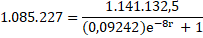 1.085.227 = 1.141.132,5 / ((0,09242)e^{-8r} + 1)